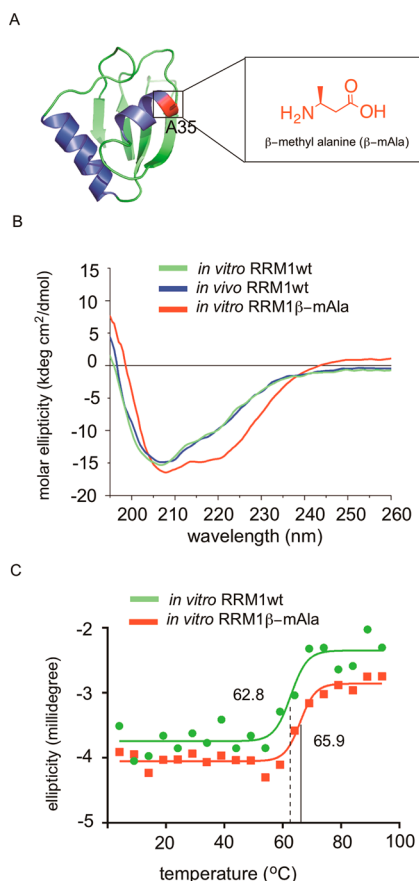 A
A35
H₂N
O
OH
β-methyl alanine (β-mAla)
B
in vitro RRM1wt
in vivo RRM1wt
in vitro RRM1β-mAla
molar ellipticity (kdeg cm²/dmol)
15
10
5
0
-5
-10
-15
-20
200 210 220 230 240 250 260
wavelength (nm)
C
in vitro RRM1wt
in vitro RRM1β-mAla
ellipticity (millidegree)
-2
-3
-4
-5
62.8
65.9
20 40 60 80 100
temperature (°C)